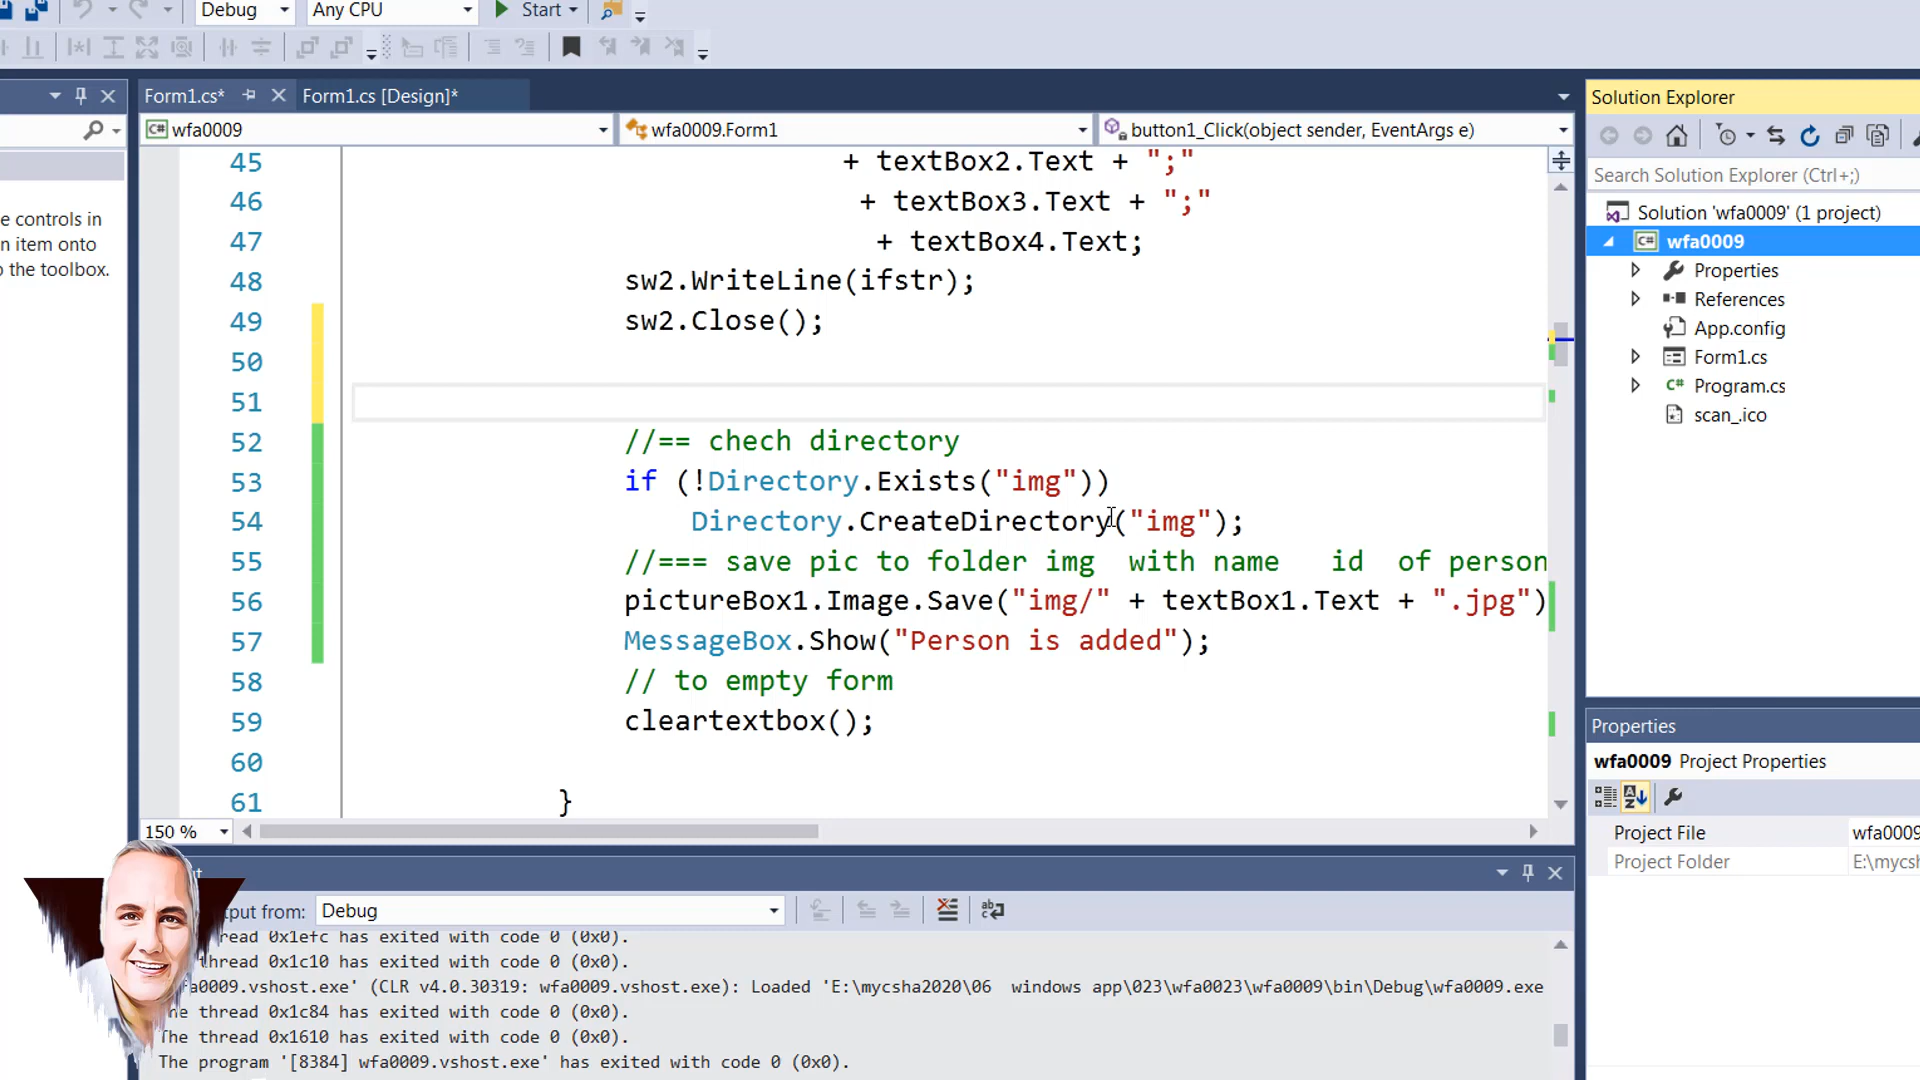 Debug
Any CPU
Start
Form1.cs*
Form1.cs [Design]*
wfa0009
wfa0009.Form1
button1_Click(object sender, EventArgs e)
e controls in
n item onto
o the toolbox.
45 + textBox2.Text + ";"
46 + textBox3.Text + ";"
47 + textBox4.Text;
48 sw2.WriteLine(ifstr);
49 sw2.Close();
50
51
52 //== chech directory
53 if (!Directory.Exists("img"))
54 Directory.CreateDirectory("img");
55 //=== save pic to folder img  with name   id  of person
56 pictureBox1.Image.Save("img/" + textBox1.Text + ".jpg")
57 MessageBox.Show("Person is added");
58 // to empty form
59 cleartextbox();
60
61 }
150 %
Solution Explorer
Search Solution Explorer (Ctrl+;)
Solution 'wfa0009' (1 project)
wfa0009
Properties
References
App.config
Form1.cs
Program.cs
scan_.ico
Properties
wfa0009 Project Properties
Project File wfa0009
Project Folder E:\mycsh
from:
Debug
thread 0x1efc has exited with code 0 (0x0).
thread 0x1c10 has exited with code 0 (0x0).
fa0009.vshost.exe' (CLR v4.0.30319: wfa0009.vshost.exe): Loaded 'E:\mycsha2020\06  windows app\023\wfa0023\wfa0009\bin\Debug\wfa0009.exe
thread 0x1c84 has exited with code 0 (0x0).
The thread 0x1610 has exited with code 0 (0x0).
The program '[8384] wfa0009.vshost.exe' has exited with code 0 (0x0).